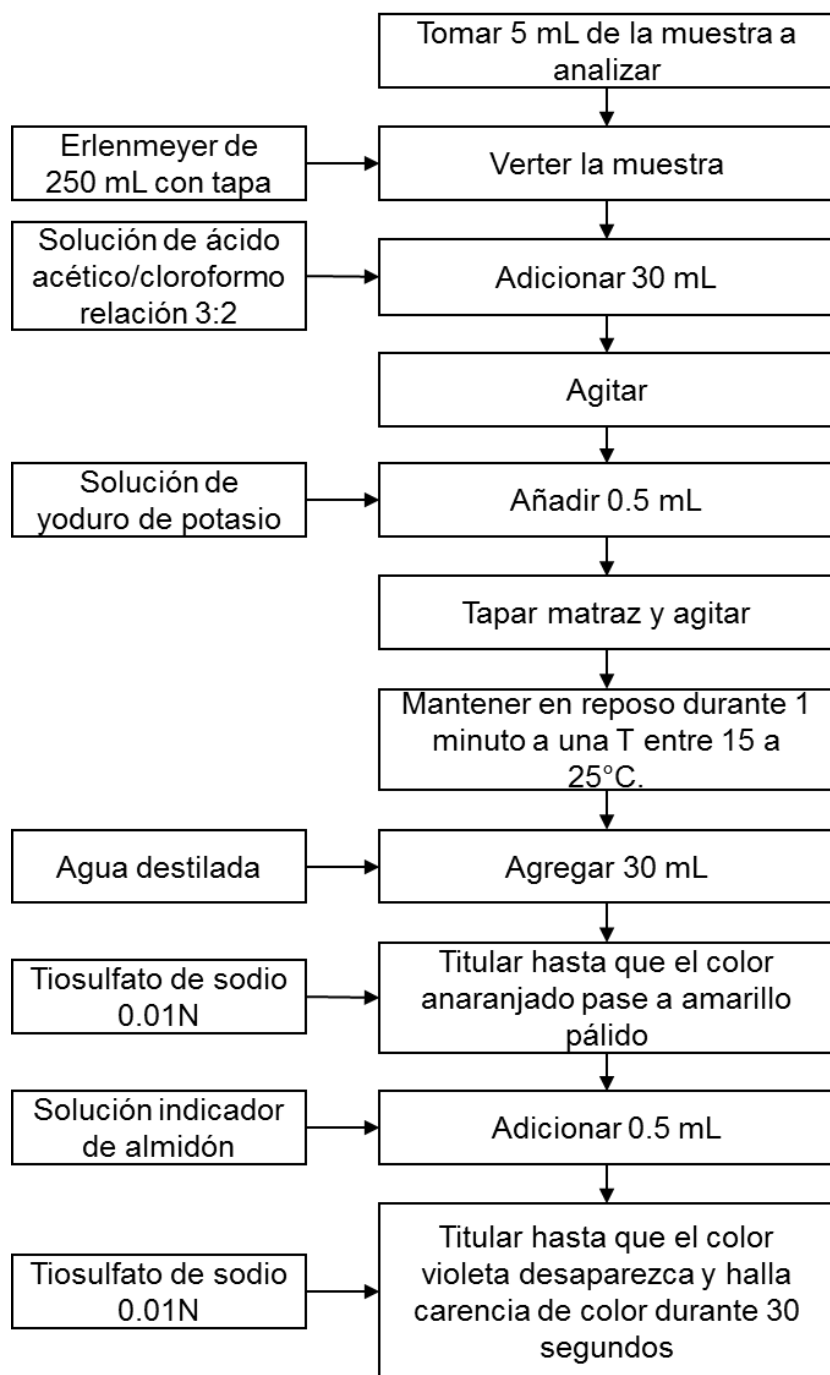 Tomar 5 mL de la muestra a
analizar
Erlenmeyer de
250 mL con tapa
Verter la muestra
Solución de ácido
acético/cloroformo
relación 3:2
Adicionar 30 mL
Agitar
Solución de
yoduro de potasio
Añadir 0.5 mL
Tapar matraz y agitar
Mantener en reposo durante 1
minuto a una T entre 15 a
25°C.
Agua destilada
Agregar 30 mL
Tiosulfato de sodio
0.01N
Titular hasta que el color
anaranjado pase a amarillo
pálido
Solución indicador
de almidón
Adicionar 0.5 mL
Tiosulfato de sodio
0.01N
Titular hasta que el color
violeta desaparezca y halla
carencia de color durante 30
segundos